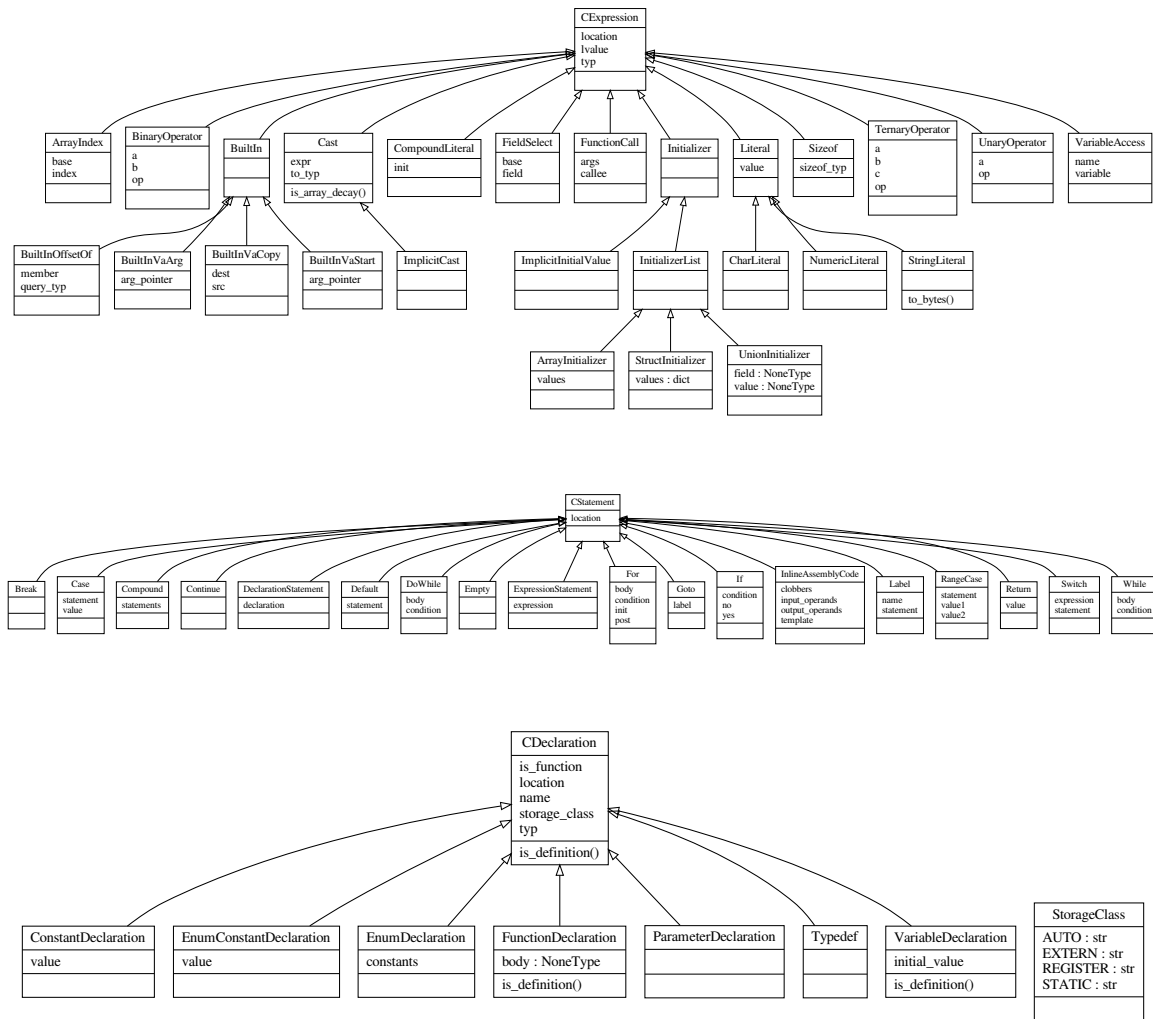 CExpression
location
lvalue
typ
ArrayIndex
base
index
BinaryOperator
a
b
op
BuiltIn
Cast
expr
to_typ
is_array_decay()
CompoundLiteral
init
FieldSelect
base
field
FunctionCall
args
callee
Initializer
Literal
value
Sizeof
sizeof_typ
TernaryOperator
a
b
c
op
UnaryOperator
a
op
VariableAccess
name
variable
BuiltInOffsetOf
member
query_typ
BuiltInVaArg
arg_pointer
BuiltInVaCopy
dest
src
BuiltInVaStart
arg_pointer
ImplicitCast
ImplicitInitialValue
InitializerList
CharLiteral
NumericLiteral
StringLiteral
to_bytes()
ArrayInitializer
values
StructInitializer
values : dict
UnionInitializer
field : NoneType
value : NoneType
CStatement
location
Break
Case
statement
value
Compound
statements
Continue
DeclarationStatement
declaration
Default
statement
DoWhile
body
condition
Empty
ExpressionStatement
expression
For
body
condition
init
post
Goto
label
If
condition
no
yes
InlineAssemblyCode
clobbers
input_operands
output_operands
template
Label
name
statement
RangeCase
statement
value1
value2
Return
value
Switch
expression
statement
While
body
condition
CDeclaration
is_function
location
name
storage_class
typ
is_definition()
ConstantDeclaration
value
EnumConstantDeclaration
value
EnumDeclaration
constants
FunctionDeclaration
body : NoneType
is_definition()
ParameterDeclaration
Typedef
VariableDeclaration
initial_value
is_definition()
StorageClass
AUTO : str
EXTERN : str
REGISTER : str
STATIC : str